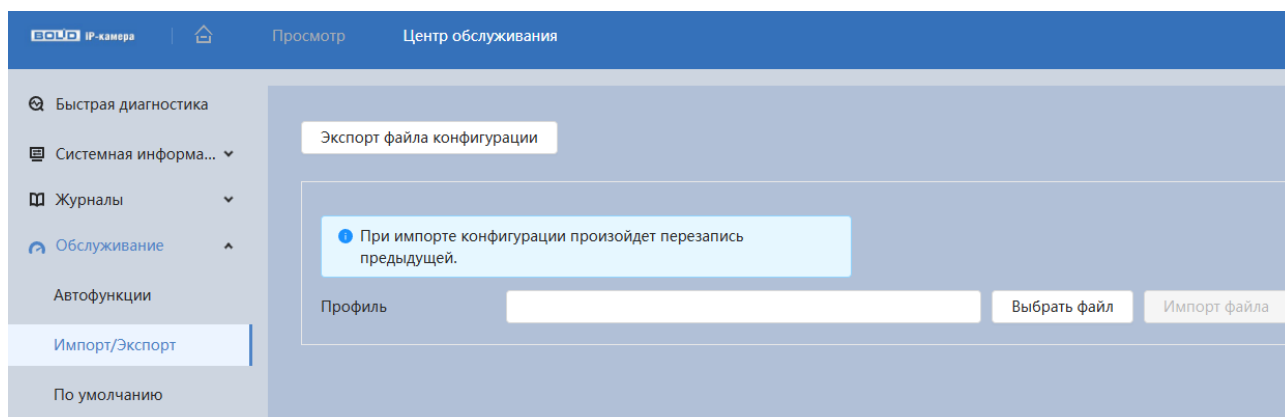 BOLID IP-камера
Просмотр
Центр обслуживания
Быстрая диагностика
Системная информа...
Журналы
Обслуживание
Автофункции
Импорт/Экспорт
По умолчанию
Экспорт файла конфигурации
При импорте конфигурации произойдет перезапись
предыдущей.
Профиль
Выбрать файл
Импорт файла